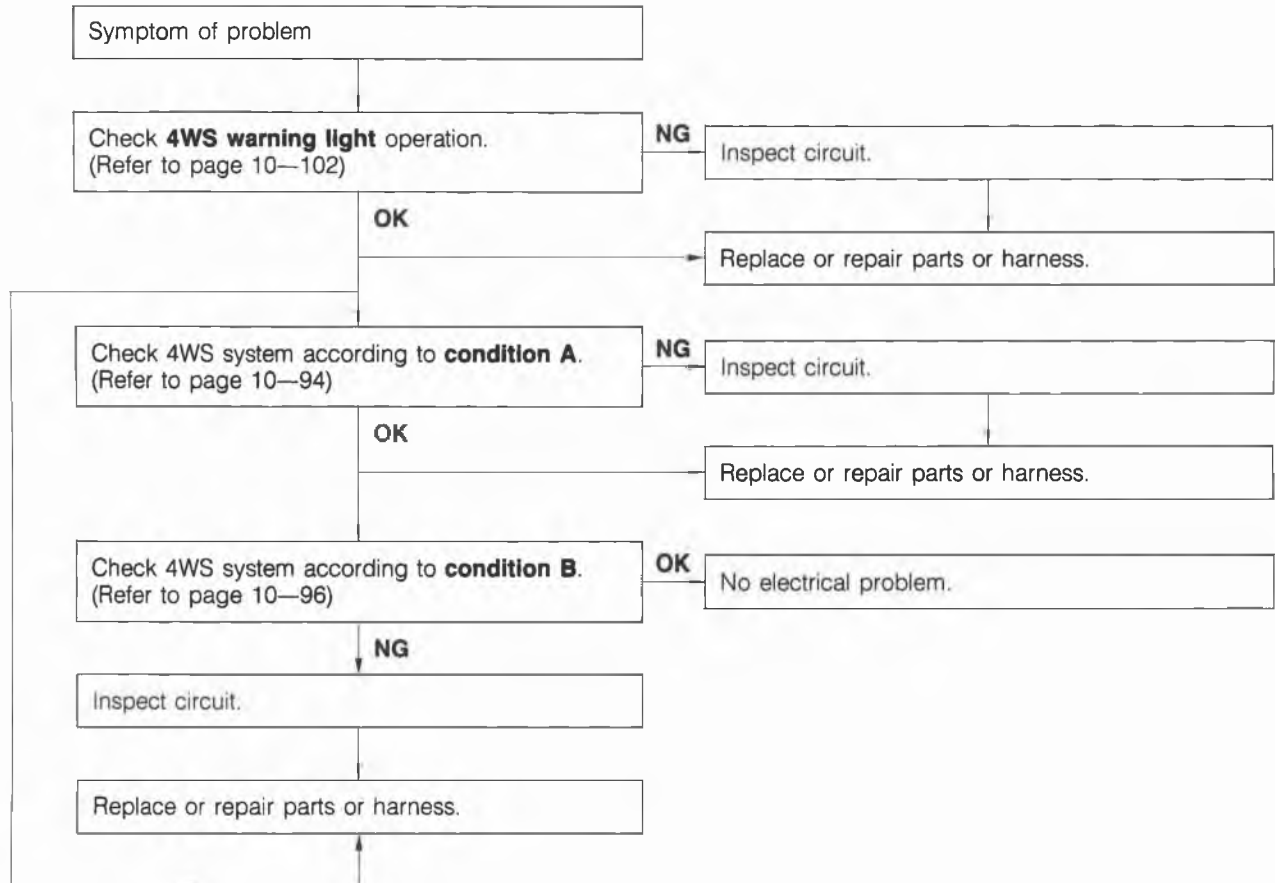 Symptom of problem
Check 4WS warning light operation.
(Refer to page 10—102)
NG
Inspect circuit.
OK
Replace or repair parts or harness.
Check 4WS system according to condition A.
(Refer to page 10—94)
NG
Inspect circuit.
OK
Replace or repair parts or harness.
Check 4WS system according to condition B.
(Refer to page 10—96)
OK
No electrical problem.
NG
Inspect circuit.
Replace or repair parts or harness.